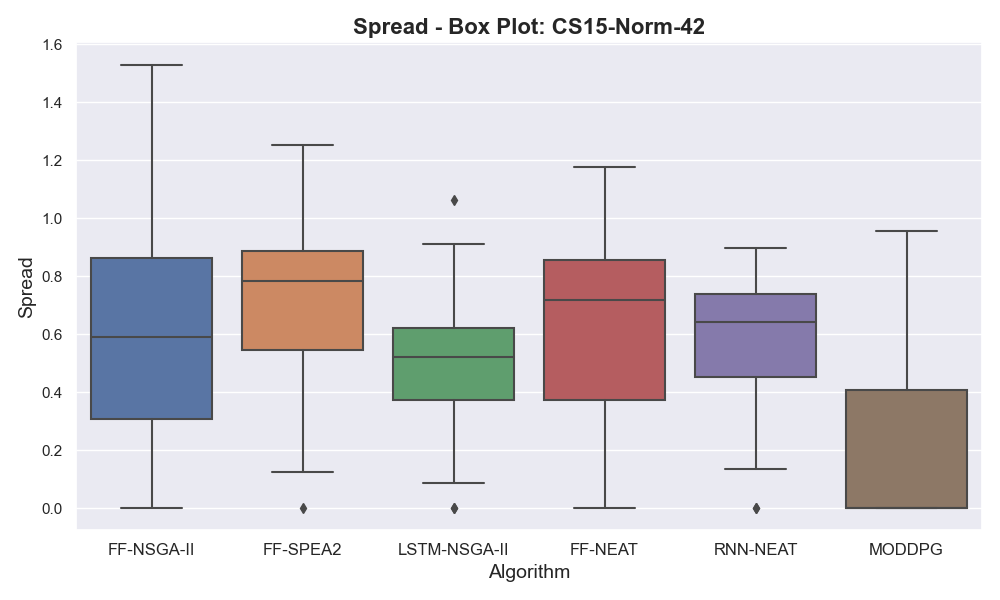 Spread - Box Plot: CS15-Norm-42
1.6
1.4
1.2
1.0
0.8
0.6
0.4
0.2
0.0
Spread
FF-NSGA-II
FF-SPEA2
LSTM-NSGA-II
FF-NEAT
RNN-NEAT
MODDPG
Algorithm